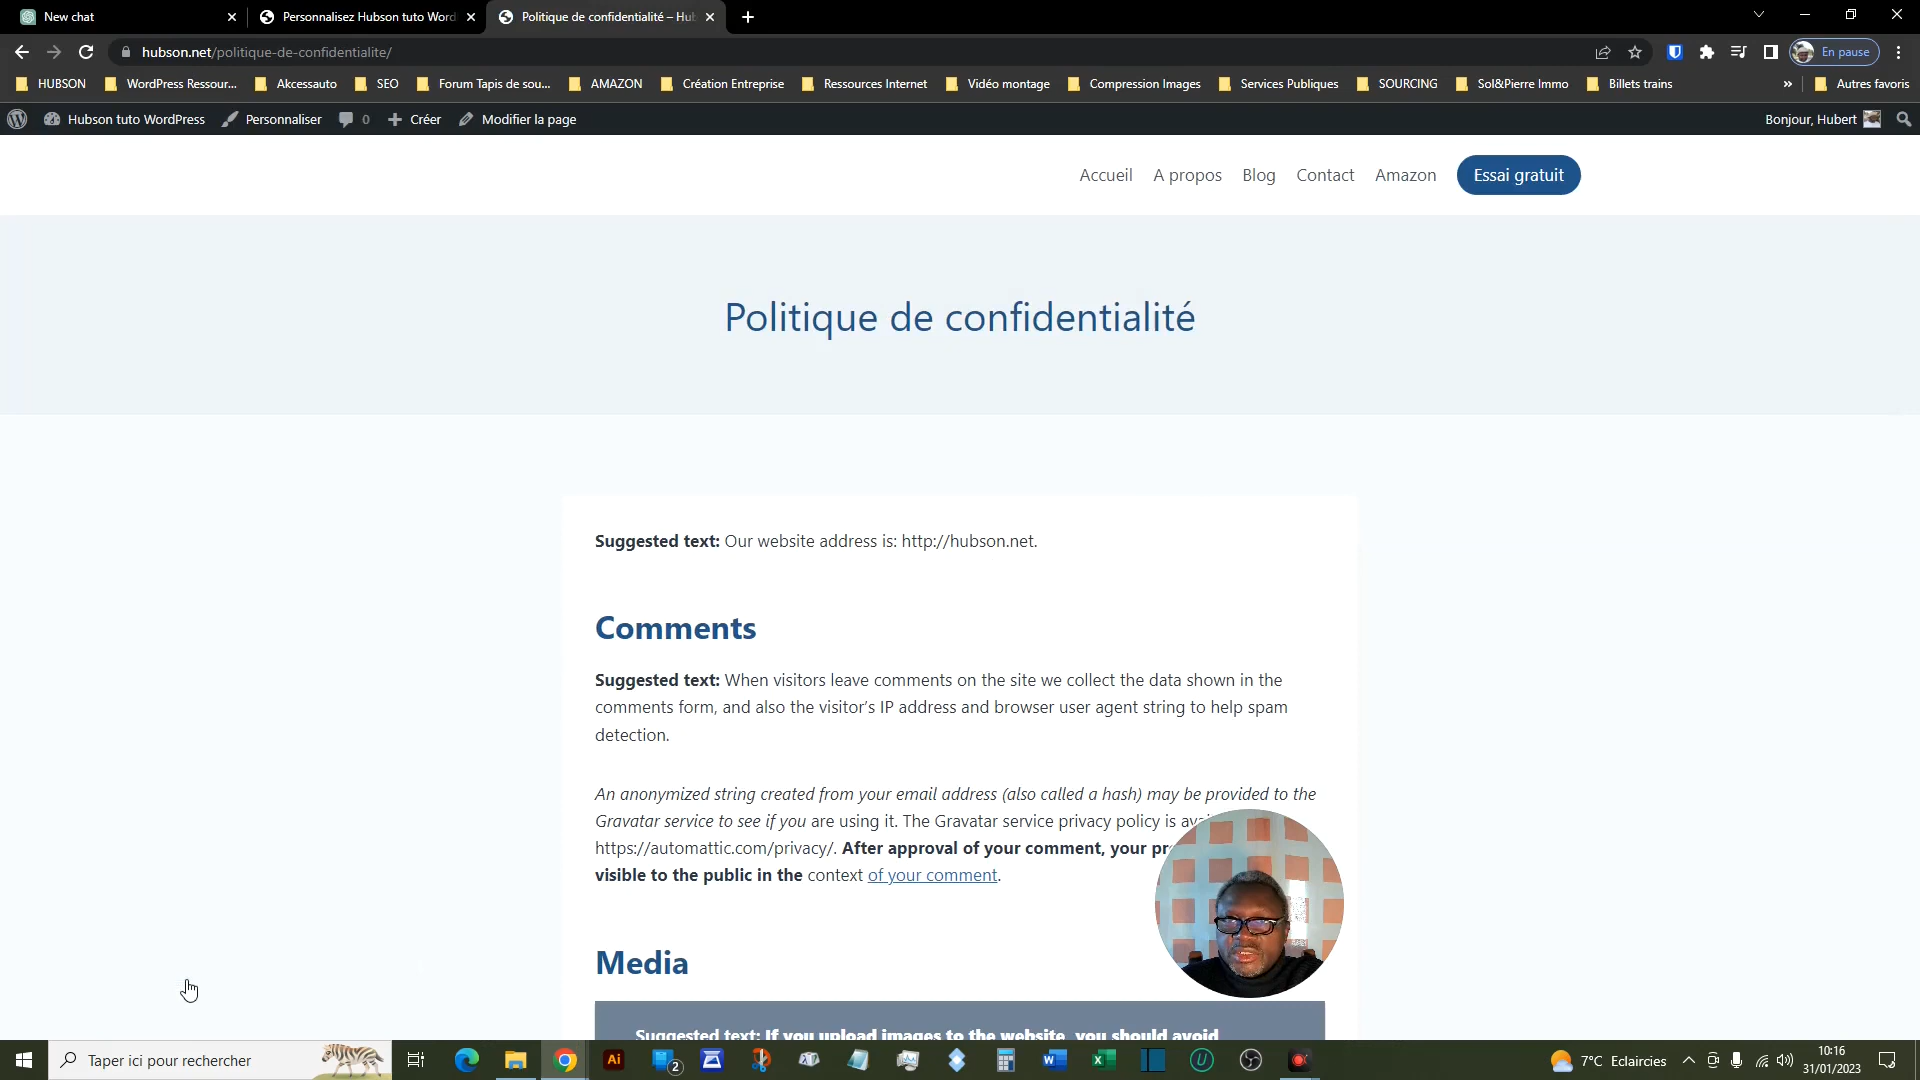 New chat
Personnalisez Hubson tuto Word
Politique de confidentialité – Hub
hubson.net/politique-de-confidentialite/
En pause
HUBSON
WordPress Ressour...
Akcessauto
SEO
Forum Tapis de sou...
AMAZON
Création Entreprise
Ressources Internet
Vidéo montage
Compression Images
Services Publiques
SOURCING
Sol&Pierre Immo
Billets trains
»
Autres favoris
Hubson tuto WordPress
Personnaliser
0
Créer
Modifier la page
Bonjour, Hubert
Accueil
A propos
Blog
Contact
Amazon
Essai gratuit
Politique de confidentialité
Suggested text: Our website address is: http://hubson.net.
Comments
Suggested text: When visitors leave comments on the site we collect the data shown in the
comments form, and also the visitor’s IP address and browser user agent string to help spam
detection.
An anonymized string created from your email address (also called a hash) may be provided to the
Gravatar service to see if you are using it. The Gravatar service privacy policy is
https://automattic.com/privacy/. After approval of your comment, your
visible to the public in the context of your comment.
Media
Suggested text: If you upload images to the website, you should avoid
Taper ici pour rechercher
Ai
2
7°C Eclaircies
10:16
31/01/2023